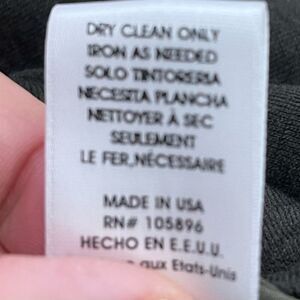 DRY CLEAN ONLY
IRON AS NEEDED
SOLO TINTORERIA
NECESITA PLANCHA
NETTOYER À SEC
SEULEMENT
LE FER,NÉCESSAIRE
MADE IN USA
RN# 105896
HECHO EN E.E.U.U.
aux Etats-Unis